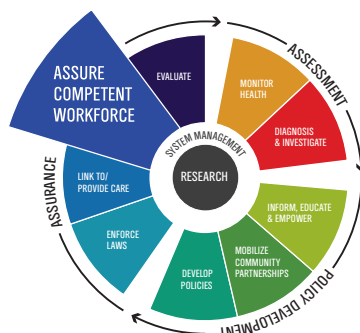 ASSURE
COMPETENT
WORKFORCE
EVALUATE
MONITOR
HEALTH
ASSESSMENT
DIAGNOSIS
& INVESTIGATE
SYSTEM MANAGEMENT
RESEARCH
LINK TO/
PROVIDE CARE
ASSURANCE
ENFORCE
LAWS
INFORM, EDUCATE
& EMPOWER
MOBILIZE
COMMUNITY
PARTNERSHIPS
DEVELOP
POLICIES
POLICY DEVELOPMENT